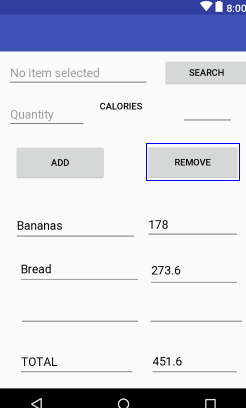 8:00
No item selected
SEARCH
Quantity
CALORIES
ADD
REMOVE
Bananas
178
Bread
273.6
TOTAL
451.6